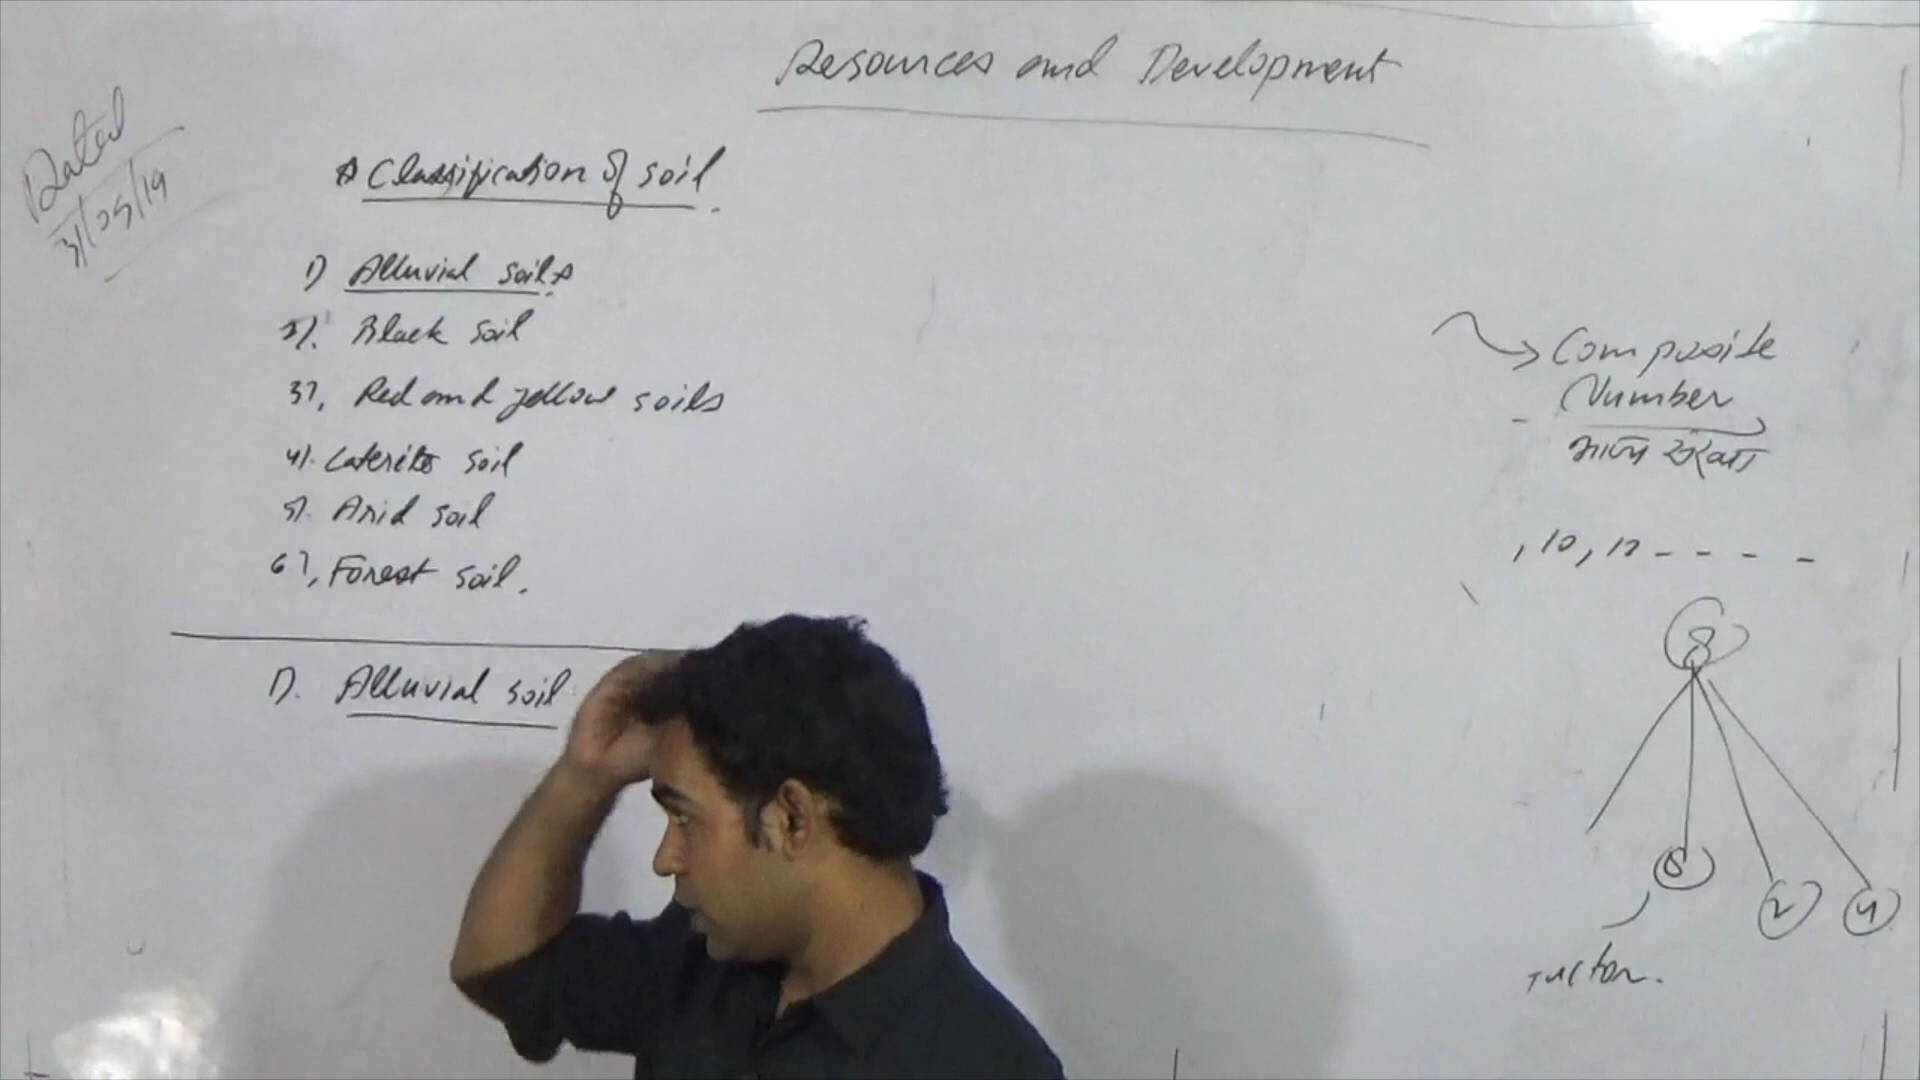 Resources and Development
Dated
31/05/19
Classification of soil
1) Alluvial soils
2). Black soil
3), Red and yellow soils
4). Laterite soil
5). Arid soil
6), Forest soil.
1). Alluvial soil
Composite
Number
भाज्य संख्या
, 10, 12 - - - -
8
8
2
4